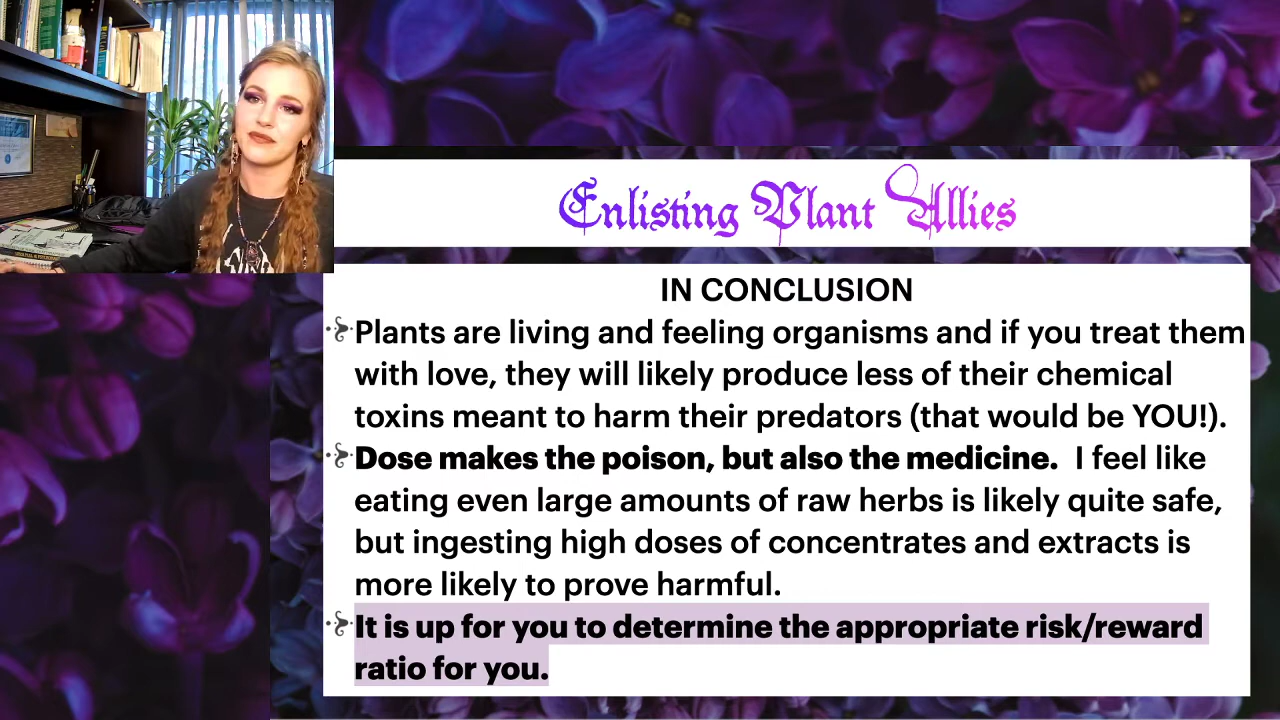 Enlisting Plant Allies
IN CONCLUSION
Plants are living and feeling organisms and if you treat them
with love, they will likely produce less of their chemical
toxins meant to harm their predators (that would be YOU!).
Dose makes the poison, but also the medicine. I feel like
eating even large amounts of raw herbs is likely quite safe,
but ingesting high doses of concentrates and extracts is
more likely to prove harmful.
It is up for you to determine the appropriate risk/reward
ratio for you.